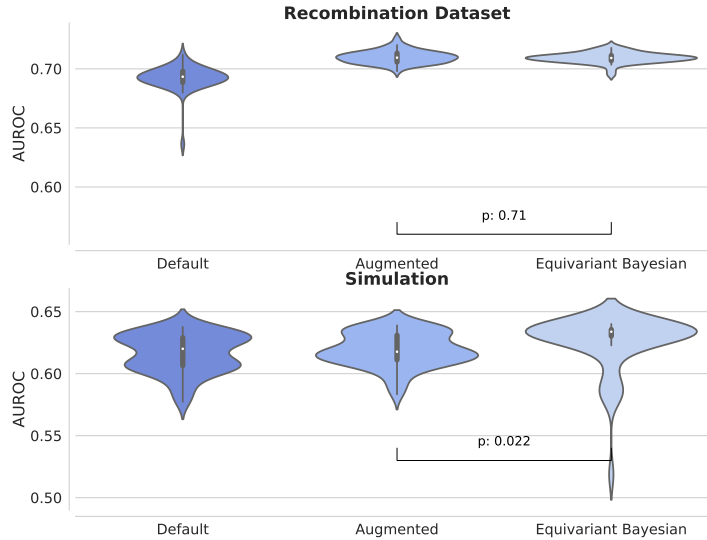 Recombination Dataset
AUROC
0.70
0.65
0.60
p: 0.71
Default Augmented Equivariant Bayesian
Simulation
AUROC
0.65
0.60
0.55
0.50
p: 0.022
Default Augmented Equivariant Bayesian